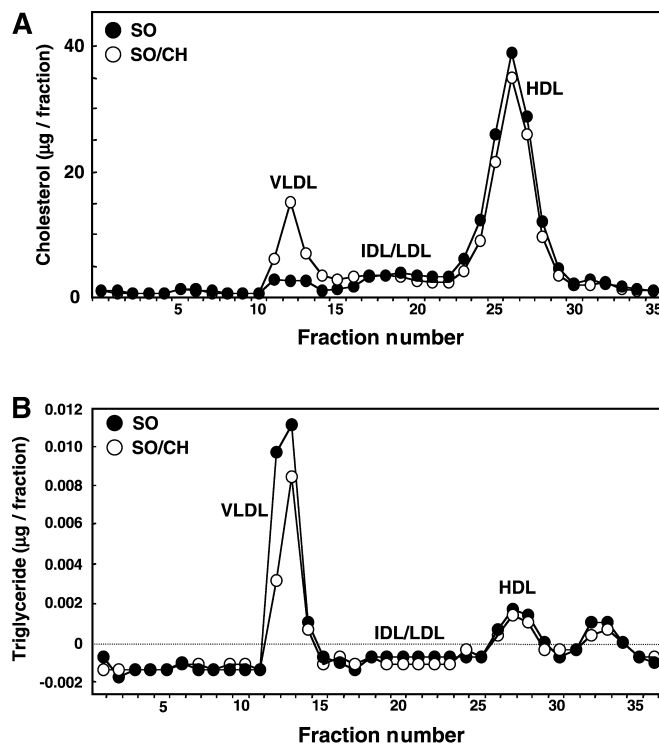 A
SO
SO/CH
40
20
0
Cholesterol (µg / fraction)
VLDL
IDL/LDL
HDL
5 10 15 20 25 30 35
Fraction number
B
SO
SO/CH
0.012
0.010
0.008
0.006
0.004
0.002
0
-0.002
Triglyceride (µg / fraction)
VLDL
IDL/LDL
HDL
5 10 15 20 25 30 35
Fraction number